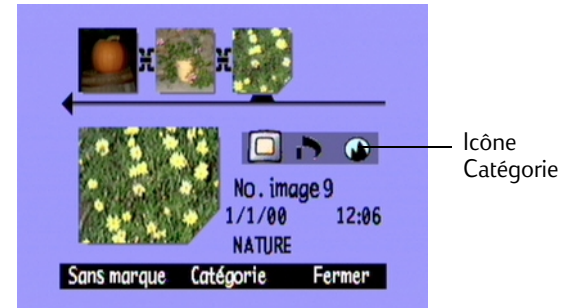 Icône
Catégorie
No. image 9
1/1/00 12:06
NATURE
Sans marque Catégorie Fermer